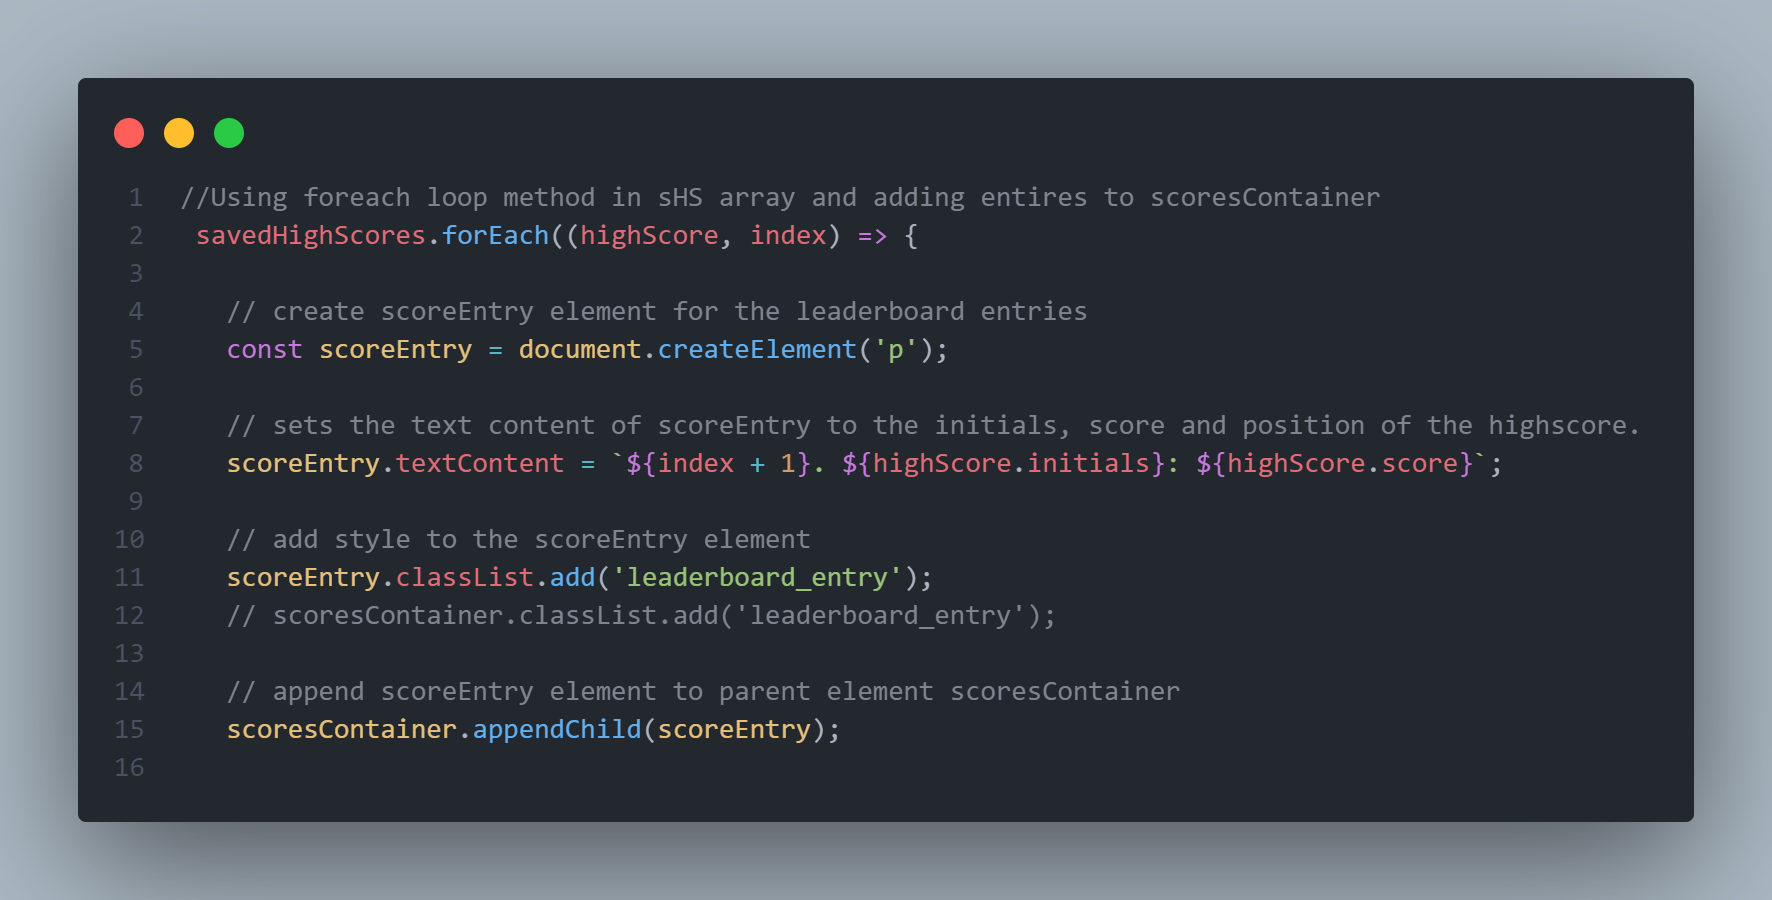 1 //Using foreach loop method in sHS array and adding entires to scoresContainer
2 savedHighScores.forEach((highScore, index) => {
3
4 // create scoreEntry element for the leaderboard entries
5 const scoreEntry = document.createElement('p');
6
7 // sets the text content of scoreEntry to the initials, score and position of the highscore.
8 scoreEntry.textContent = `${index + 1}. ${highScore.initials}: ${highScore.score}`;
9
10 // add style to the scoreEntry element
11 scoreEntry.classList.add('leaderboard_entry');
12 // scoresContainer.classList.add('leaderboard_entry');
13
14 // append scoreEntry element to parent element scoresContainer
15 scoresContainer.appendChild(scoreEntry);
16